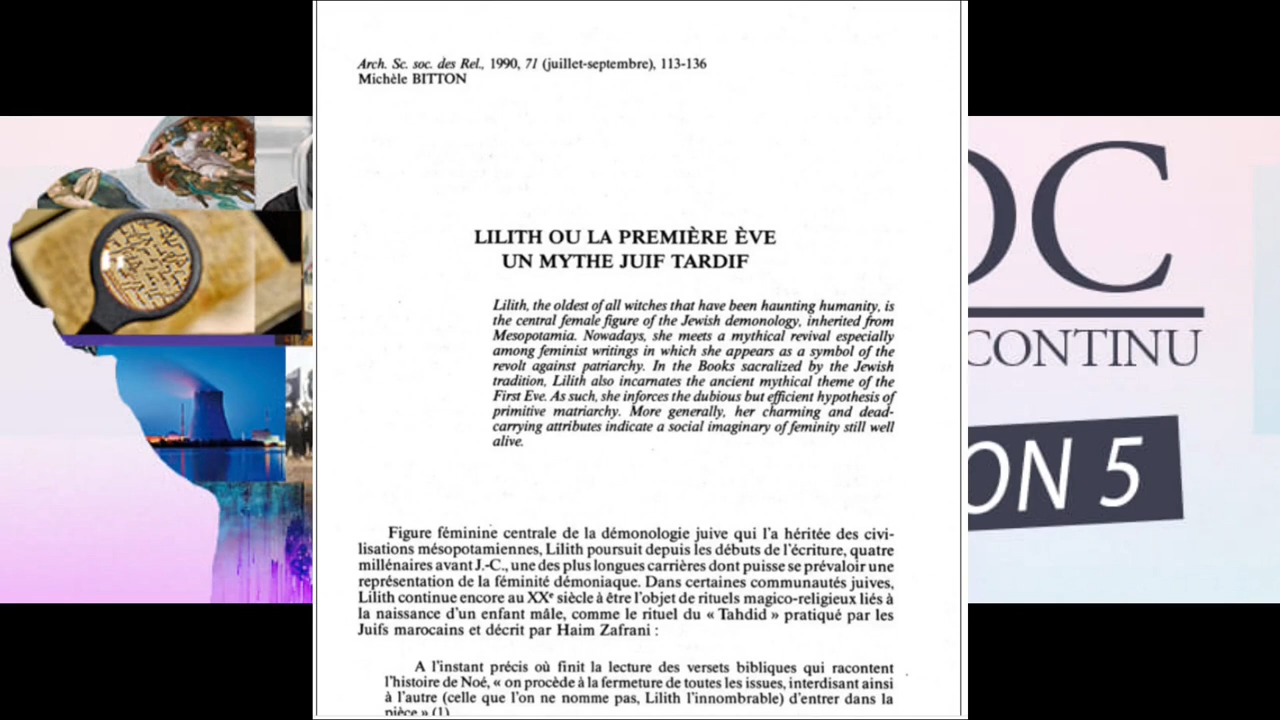 Arch. Sc. soc. des Rel., 1990, 71 (juillet-septembre), 113-136
Michèle BITTON
LILITH OU LA PREMIÈRE ÈVE
UN MYTHE JUIF TARDIF
Lilith, the oldest of all witches that have been haunting humanity, is
the central female figure of the Jewish demonology, inherited from
Mesopotamia. Nowadays, she meets a mythical revival especially
among feminist writings in which she appears as a symbol of the
revolt against patriarchy. In the Books sacralized by the Jewish
tradition, Lilith also incarnates the ancient mythical theme of the
First Eve. As such, she inforces the dubious but efficient hypothesis of
primitive matriarchy. More generally, her charming and dead-
carrying attributes indicate a social imaginary of feminity still well
alive.
Figure féminine centrale de la démonologie juive qui l'a héritée des civi-
lisations mésopotamiennes, Lilith poursuit depuis les débuts de l'écriture, quatre
millénaires avant J.-C., une des plus longues carrières dont puisse se prévaloir une
représentation de la féminité démoniaque. Dans certaines communautés juives,
Lilith continue encore au XXe siècle à être l'objet de rituels magico-religieux liés à
la naissance d'un enfant mâle, comme le rituel du « Tahdid » pratiqué par les
Juifs marocains et décrit par Haim Zafrani :
A l'instant précis où finit la lecture des versets bibliques qui racontent
l'histoire de Noé, « on procède à la fermeture de toutes les issues, interdisant ainsi
à l'autre (celle que l'on ne nomme pas, Lilith l'innombrable) d'entrer dans la
pièce » (1)
OC
CONTINU
ON 5